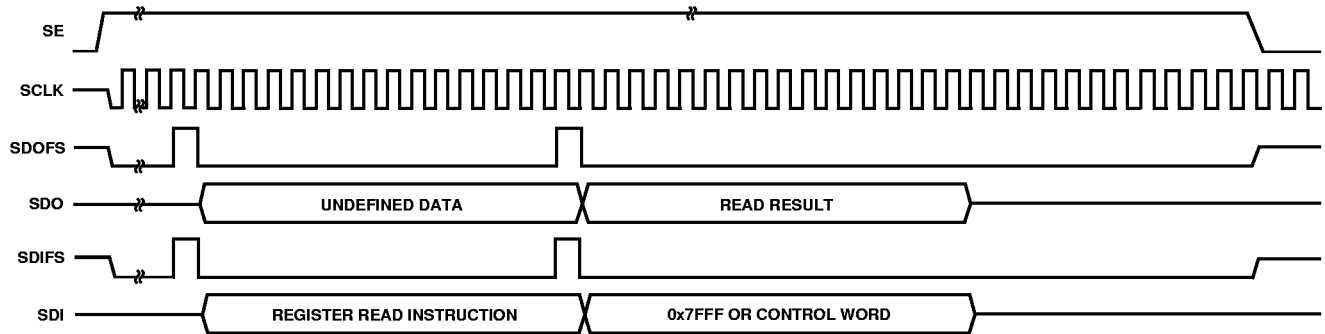 SE
SCLK
SDOFS
SDO UNDEFINED DATA READ RESULT
SDIFS
SDI REGISTER READ INSTRUCTION 0x7FFF OR CONTROL WORD